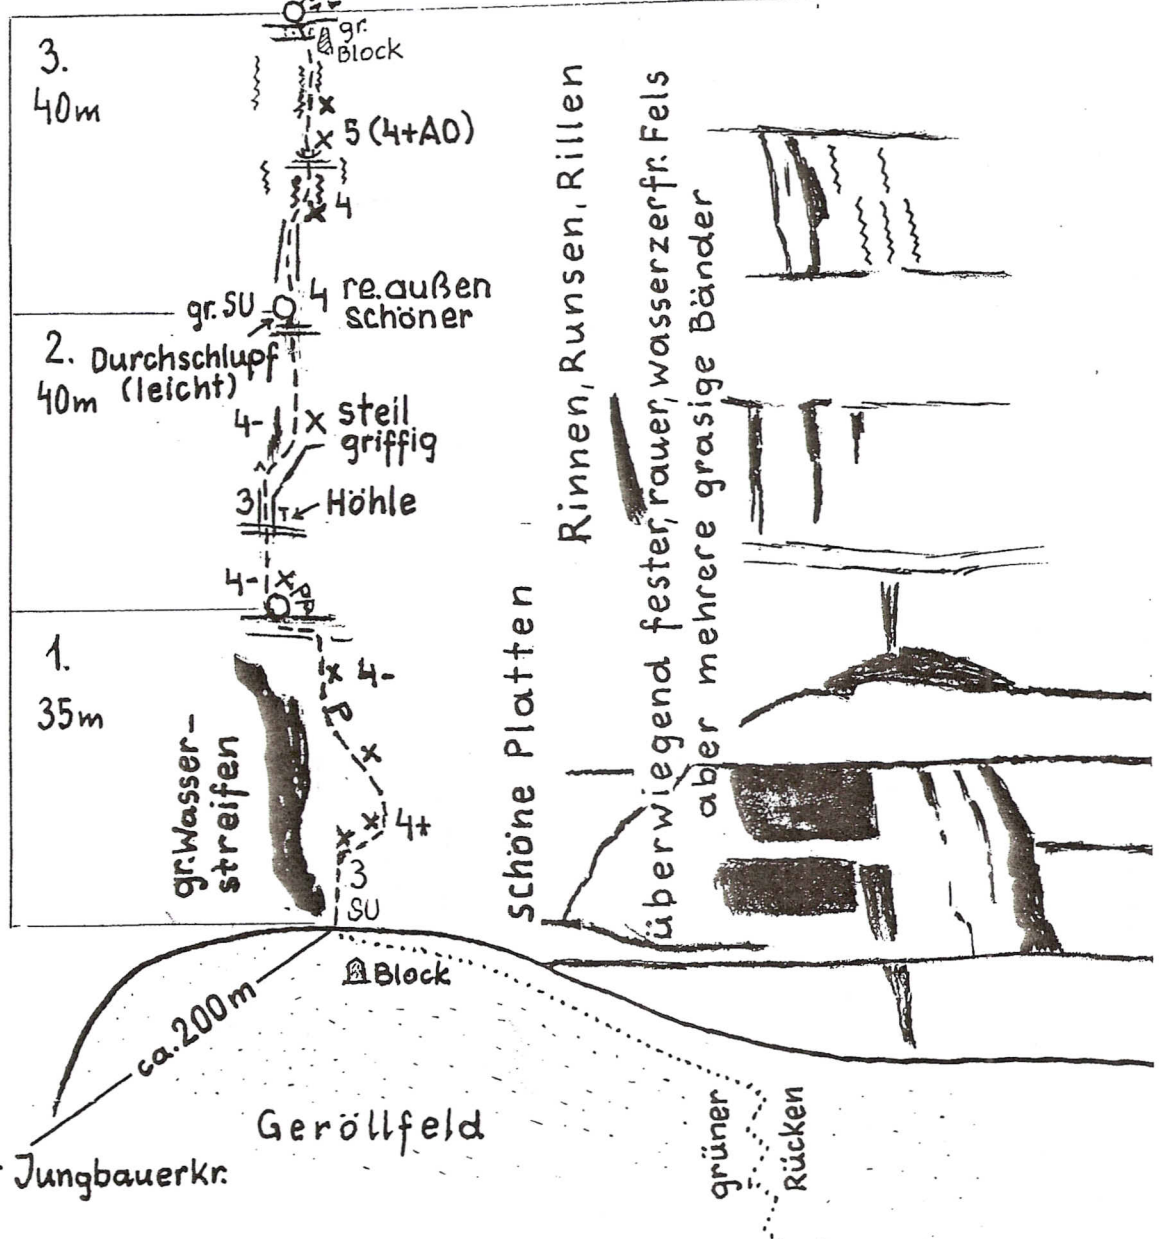 gr.
Block
3.
40m
5 (4+A0)
4
gr. SU
4 re. außen
schöner
2.
40m
Durchschlupf
(leicht)
4-
steil
griffig
3
Höhle
4-
1.
35m
4-
gr. Wasser-
streifen
4+
3
SU
Block
ca. 200m
Geröllfeld
Jungbauerkr.
schöne Platten
Rinnen, Runsen, Rillen
überwiegend fester, rauer, wasserzerfr. Fels
aber mehrere grasige Bänder
grüner
Rücken